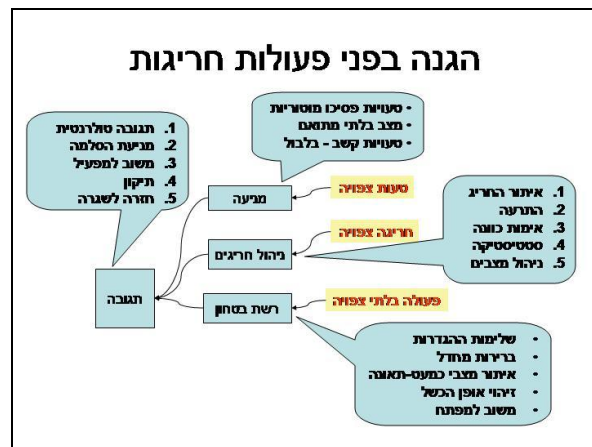 הגנה בפני פעולות חריגות
• טעויות פסיכו מוטוריות
• מצב בלתי מתואם
• טעויות קשב - בלבול
1. תגובה טולרנטית
2. מניעת הסלמה
3. משוב למפעיל
4. תיקון
5. חזרה לשגרה
טעות צפויה
מניעה
1. איתור החריג
2. התרעה
3. אימות כוונה
4. סטטיסטיקה
5. ניהול מצבים
חריגה צפויה
ניהול חריגים
תגובה
פעולה בלתי צפויה
רשת בטחון
• שלימות ההגדרות
• ברירות מחדל
• איתור מצבי כמעט-תאונה
• זיהוי אופן הכשל
• משוב למפתח